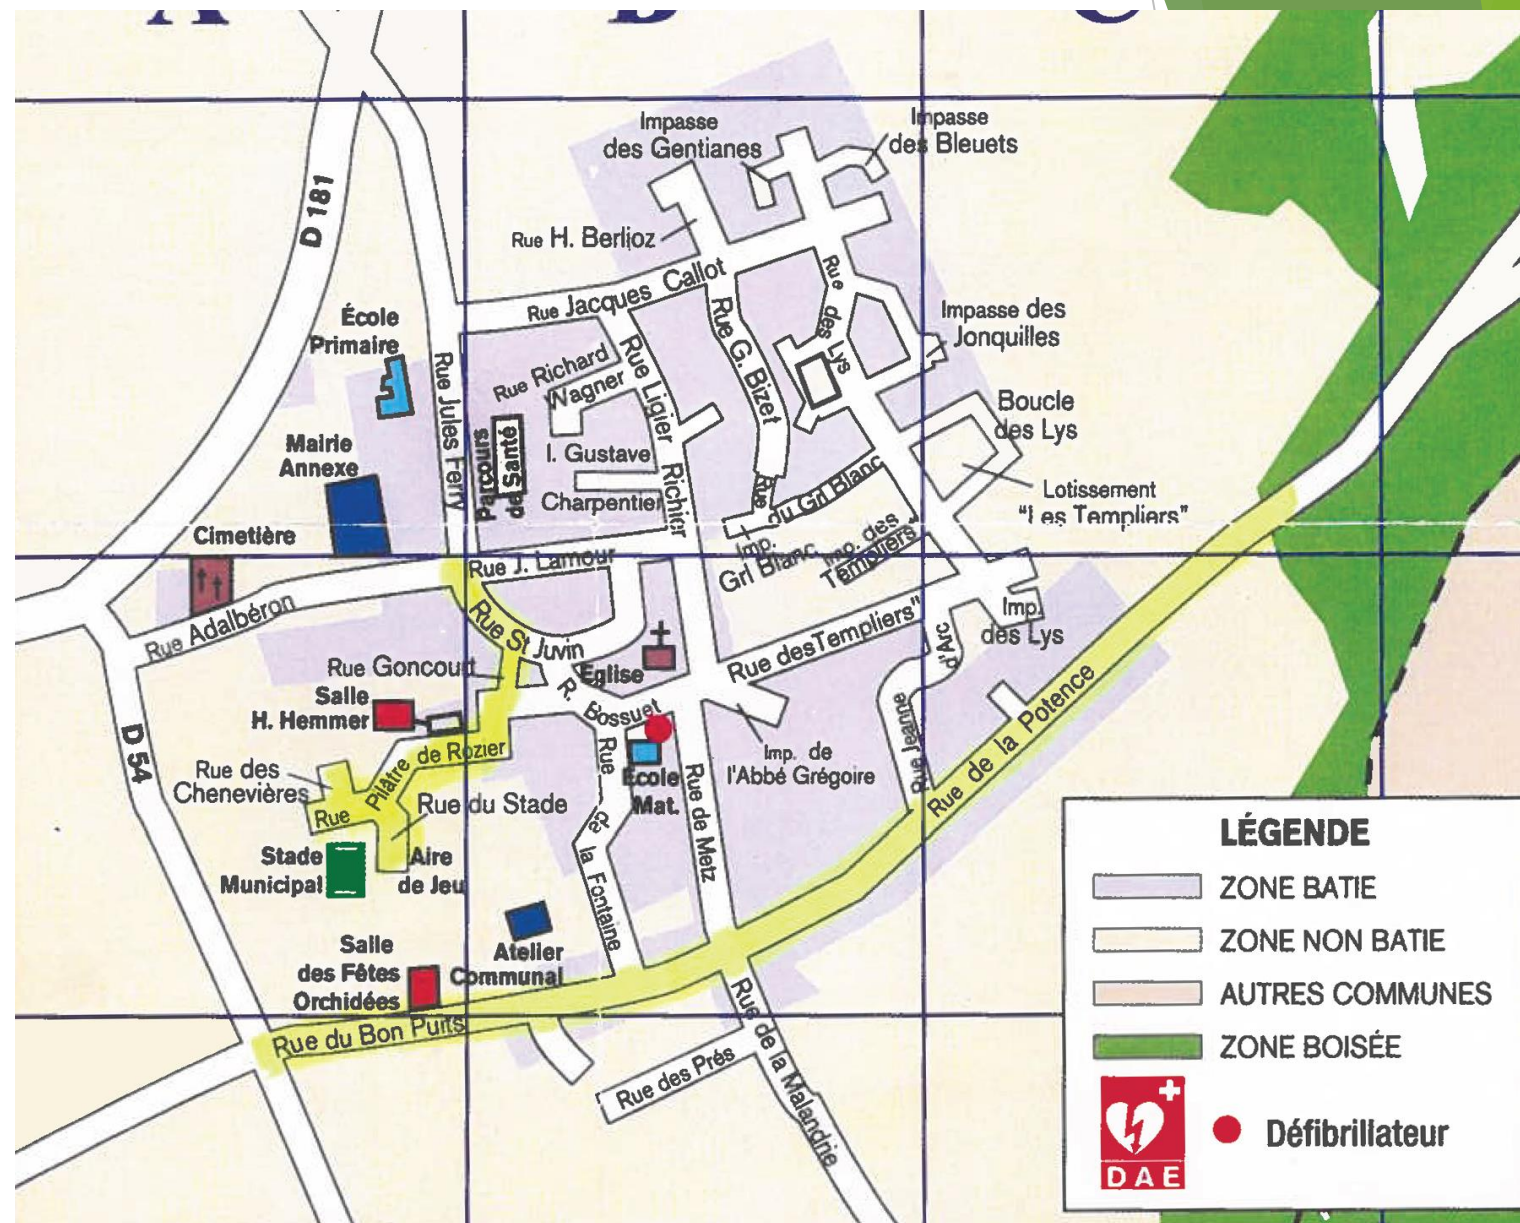 A
B
C
Impasse
des Gentianes
Impasse
des Bleuets
D 181
Rue H. Berlioz
Rue Jacques Callot
Rue des Lys
École
Primaire
Rue G. Bizet
Impasse des
Jonquilles
Rue Richard
Wagner
Rue Ligier Richier
Rue Jules Ferry
Boucle
des Lys
Mairie
Annexe
Parcours
de Santé
I. Gustave
Charpentier
Rue du Grl Blanc
Lotissement
"Les Templiers"
Cimetière
Imp.
Grl Blanc
Imp. des
Templiers"
Rue J. Lamour
Rue Adalbéron
Rue St Juvin
Rue des Templiers"
Imp.
des Lys
Rue Goncourt
Eglise
Salle
H. Hemmer
R. Bossuet
Rue Jeanne d'Arc
Rue de la Potence
D 54
Rue Pilâtre de Rozier
Rue des
Chenevières
Rue du Stade
École
Mat.
Imp. de
l'Abbé Grégoire
Rue de la Fontaine
Rue de Metz
Stade
Municipal
Aire
de Jeu
Salle
des Fêtes
Orchidées
Atelier
Communal
Rue du Bon Puits
Rue des Prés
Rue de la Malandrie
LÉGENDE
ZONE BATIE
ZONE NON BATIE
AUTRES COMMUNES
ZONE BOISÉE
DAE
Défibrillateur